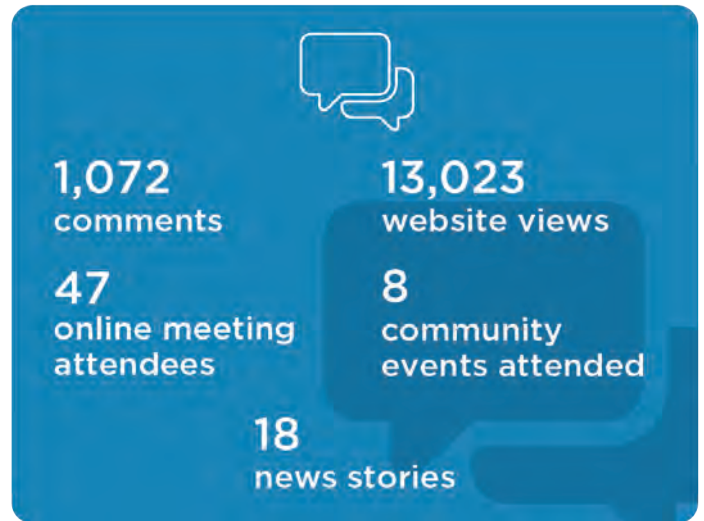 1,072
comments
13,023
website views
47
online meeting
attendees
8
community
events attended
18
news stories